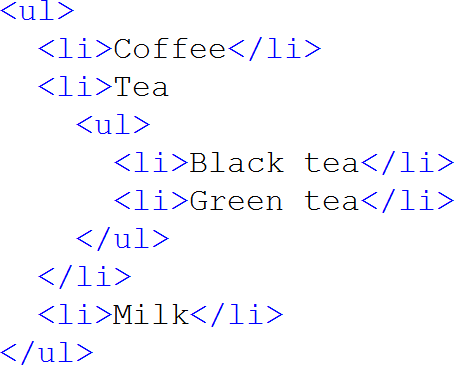 <ul>
  <li>Coffee</li>
  <li>Tea
    <ul>
      <li>Black tea</li>
      <li>Green tea</li>
    </ul>
  </li>
  <li>Milk</li>
</ul>